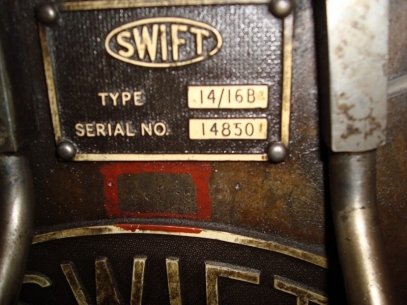 SWiFT
TYPE 14/16B
SERIAL NO. 14850
SWIFT